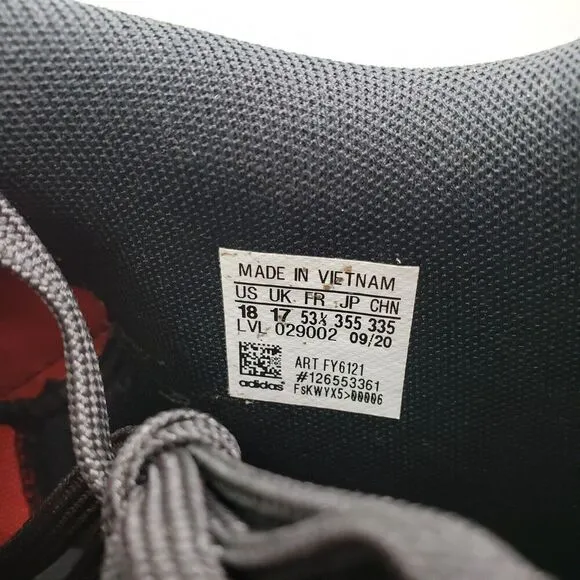 MADE IN VIETNAM
US UK FR JP CHN
18 17 53⅓ 355 335
LVL 029002 09/20
ART FY6121
#126553361
adidas FsKWYX5>00006